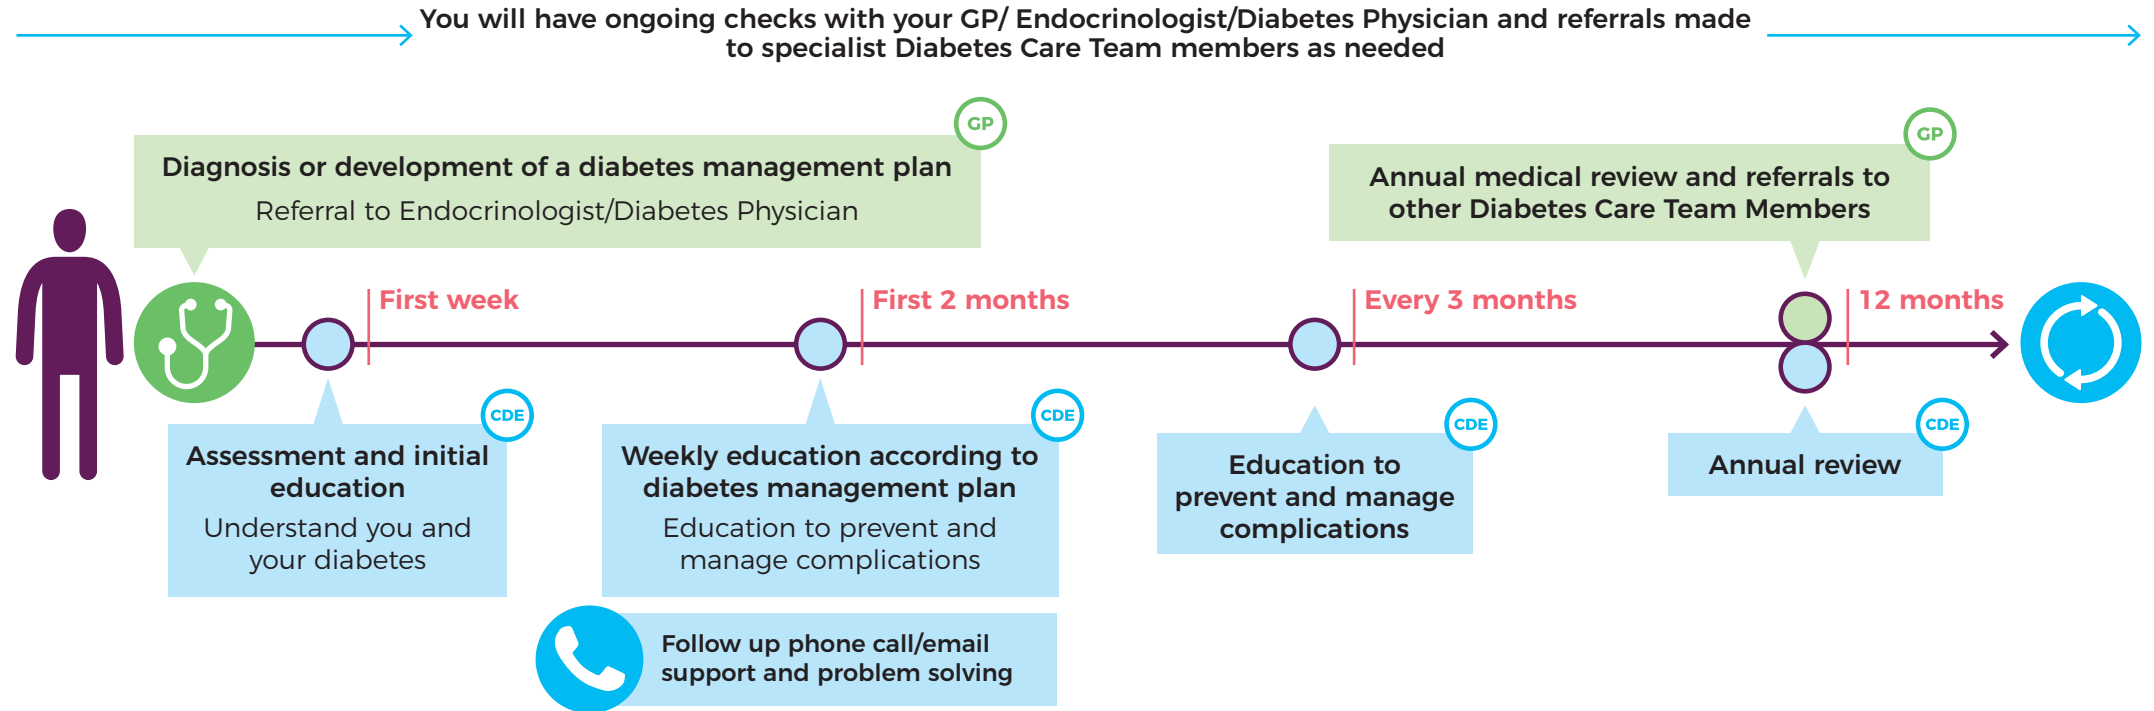 You will have ongoing checks with your GP/ Endocrinologist/Diabetes Physician and referrals made
to specialist Diabetes Care Team members as needed
GP
Diagnosis or development of a diabetes management plan
Referral to Endocrinologist/Diabetes Physician
GP
Annual medical review and referrals to
other Diabetes Care Team Members
First week
First 2 months
Every 3 months
12 months
CDE
Assessment and initial
education
Understand you and
your diabetes
CDE
Weekly education according to
diabetes management plan
Education to prevent and
manage complications
Follow up phone call/email
support and problem solving
CDE
Education to
prevent and manage
complications
CDE
Annual review